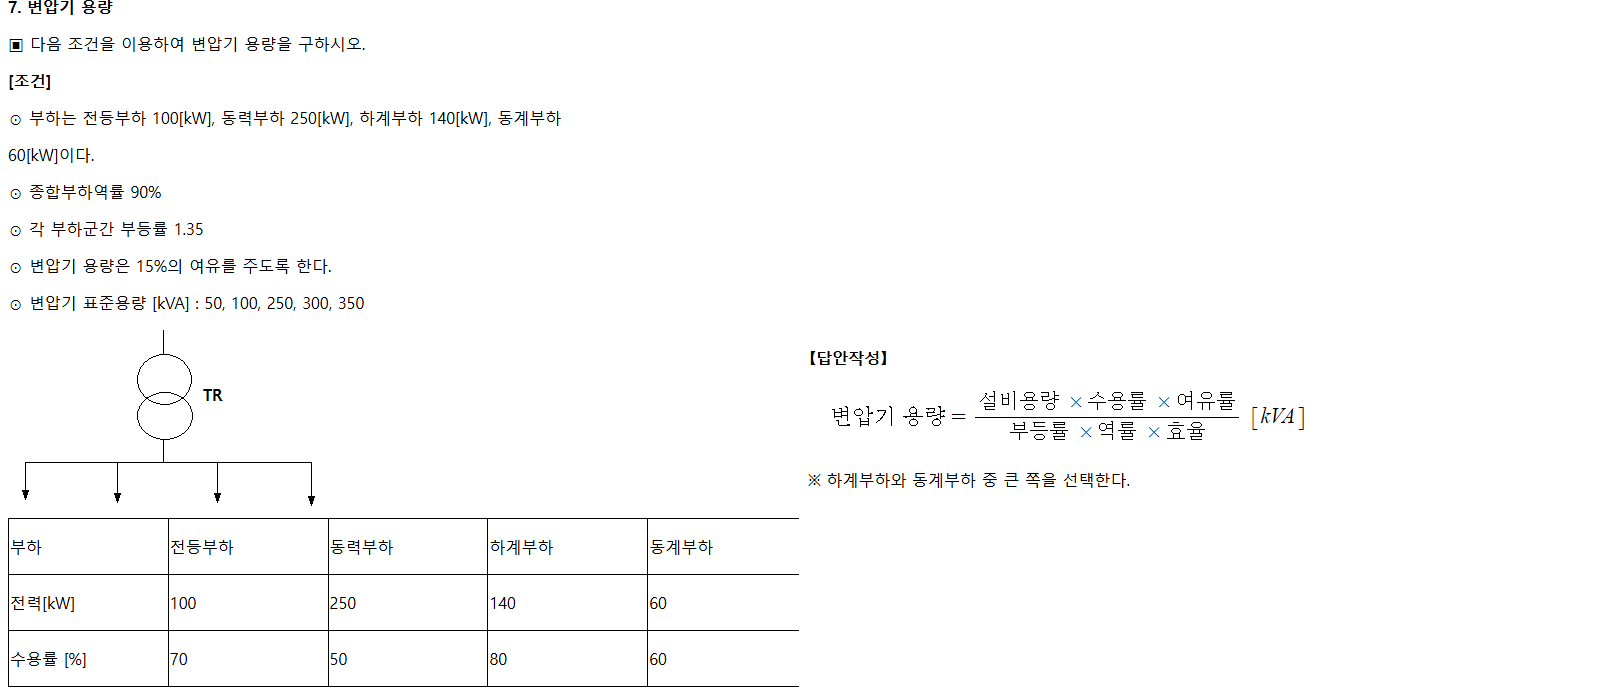 7. 변압기 용량
▣ 다음 조건을 이용하여 변압기 용량을 구하시오.
[조건]
⊙ 부하는 전등부하 100[kW], 동력부하 250[kW], 하계부하 140[kW], 동계부하
60[kW]이다.
⊙ 종합부하역률 90%
⊙ 각 부하군간 부등률 1.35
⊙ 변압기 용량은 15%의 여유를 주도록 한다.
⊙ 변압기 표준용량 [kVA] : 50, 100, 250, 300, 350
TR
부하 전등부하 동력부하 하계부하 동계부하
전력[kW] 100 250 140 60
수용률 [%] 70 50 80 60
【답안작성】
설비용량 × 수용률 × 여유률
변압기 용량 = [kVA]
부등률 × 역률 × 효율
※ 하계부하와 동계부하 중 큰 쪽을 선택한다.